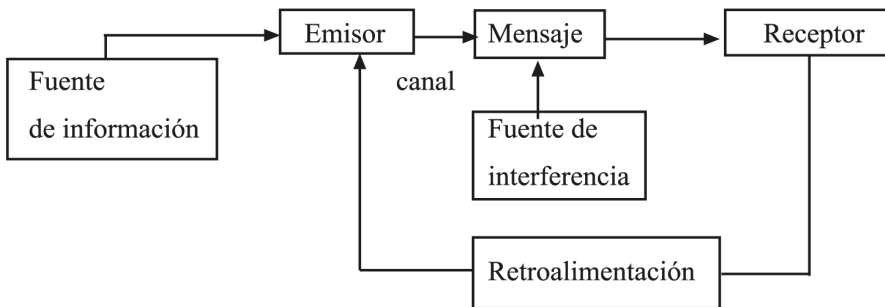 Emisor
Mensaje
Receptor
Fuente
de información
canal
Fuente de
interferencia
Retroalimentación